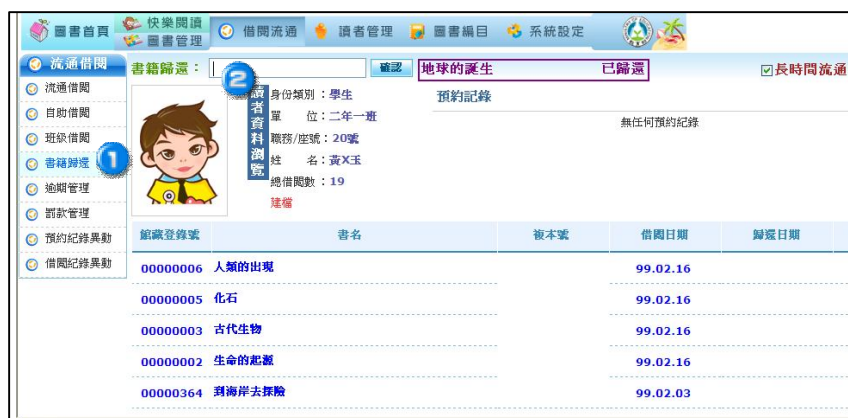 圖書首頁 快樂閱讀 圖書管理 借閱流通 讀者管理 圖書編目 系統設定
流通借閱
流通借閱
自助借閱
班級借閱
書籍歸還
逾期管理
罰款管理
預約紀錄異動
借閱紀錄異動
1
書籍歸還： 確認 地球的誕生 已歸還 長時間流通
2
讀者資料瀏覽
身份類別：學生
單 位：二年一班
職務/座號：20號
姓 名：黃X玉
總借閱數：19
建檔
預約記錄
無任何預約紀錄
館藏登錄號 書名 複本號 借閱日期 歸還日期
00000006 人類的出現 99.02.16
00000005 化石 99.02.16
00000003 古代生物 99.02.16
00000002 生命的起源 99.02.16
00000364 到海岸去探險 99.02.03